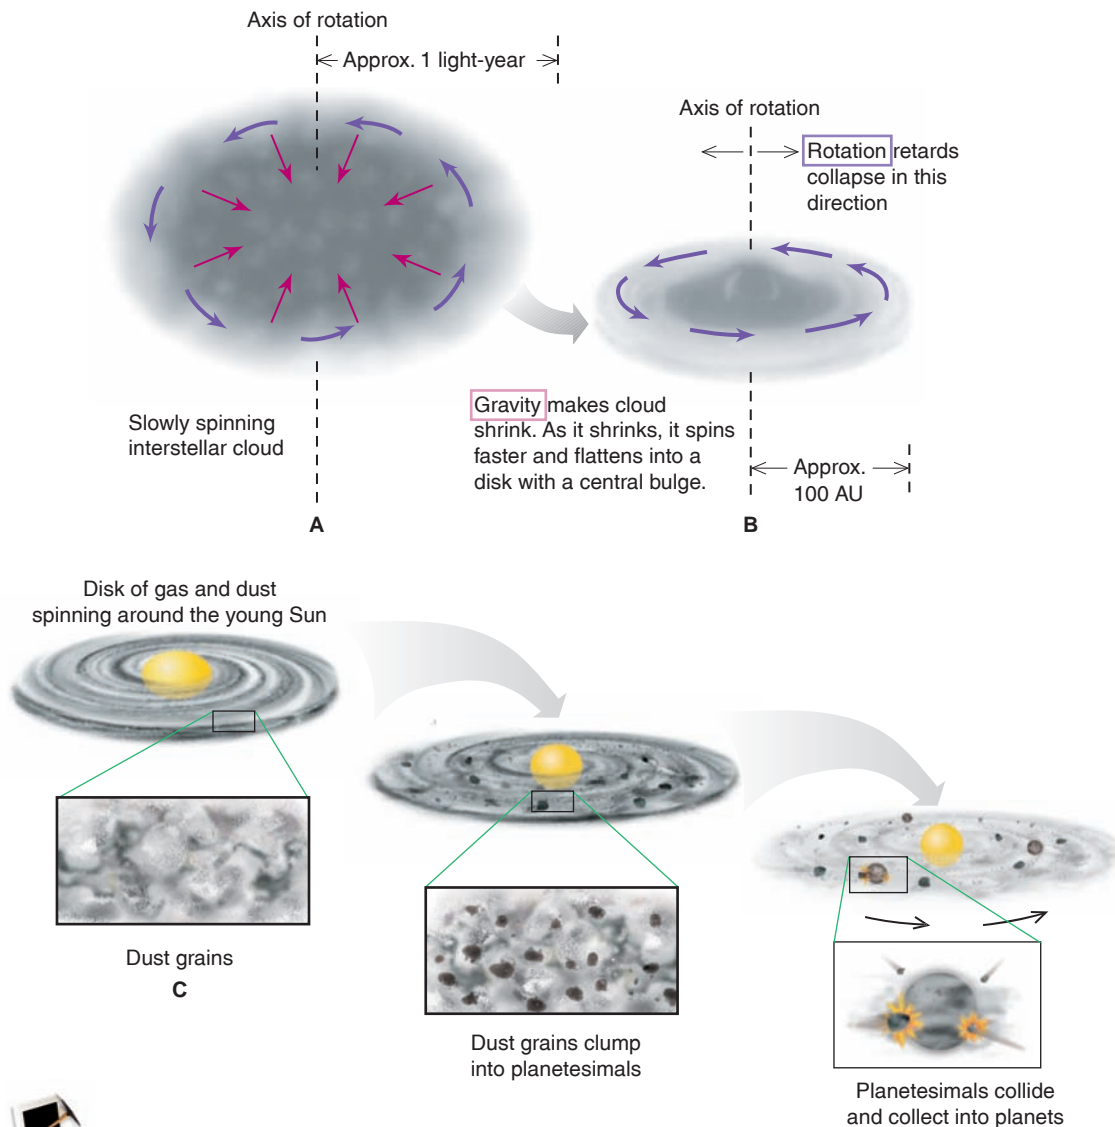 Axis of rotation
Approx. 1 light-year
Axis of rotation
Rotation retards
collapse in this
direction
Slowly spinning
interstellar cloud
Gravity makes cloud
shrink. As it shrinks, it spins
faster and flattens into a
disk with a central bulge.
Approx.
100 AU
A
B
Disk of gas and dust
spinning around the young Sun
Dust grains
C
Dust grains clump
into planetesimals
Planetesimals collide
and collect into planets